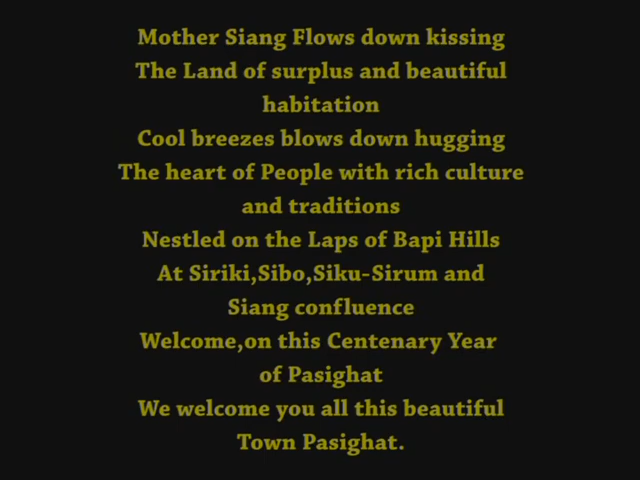 Mother Siang Flows down kissing
The Land of surplus and beautiful
habitation
Cool breezes blows down hugging
The heart of People with rich culture
and traditions
Nestled on the Laps of Bapi Hills
At Siriki,Sibo,Siku-Sirum and
Siang confluence
Welcome,on this Centenary Year
of Pasighat
We welcome you all this beautiful
Town Pasighat.